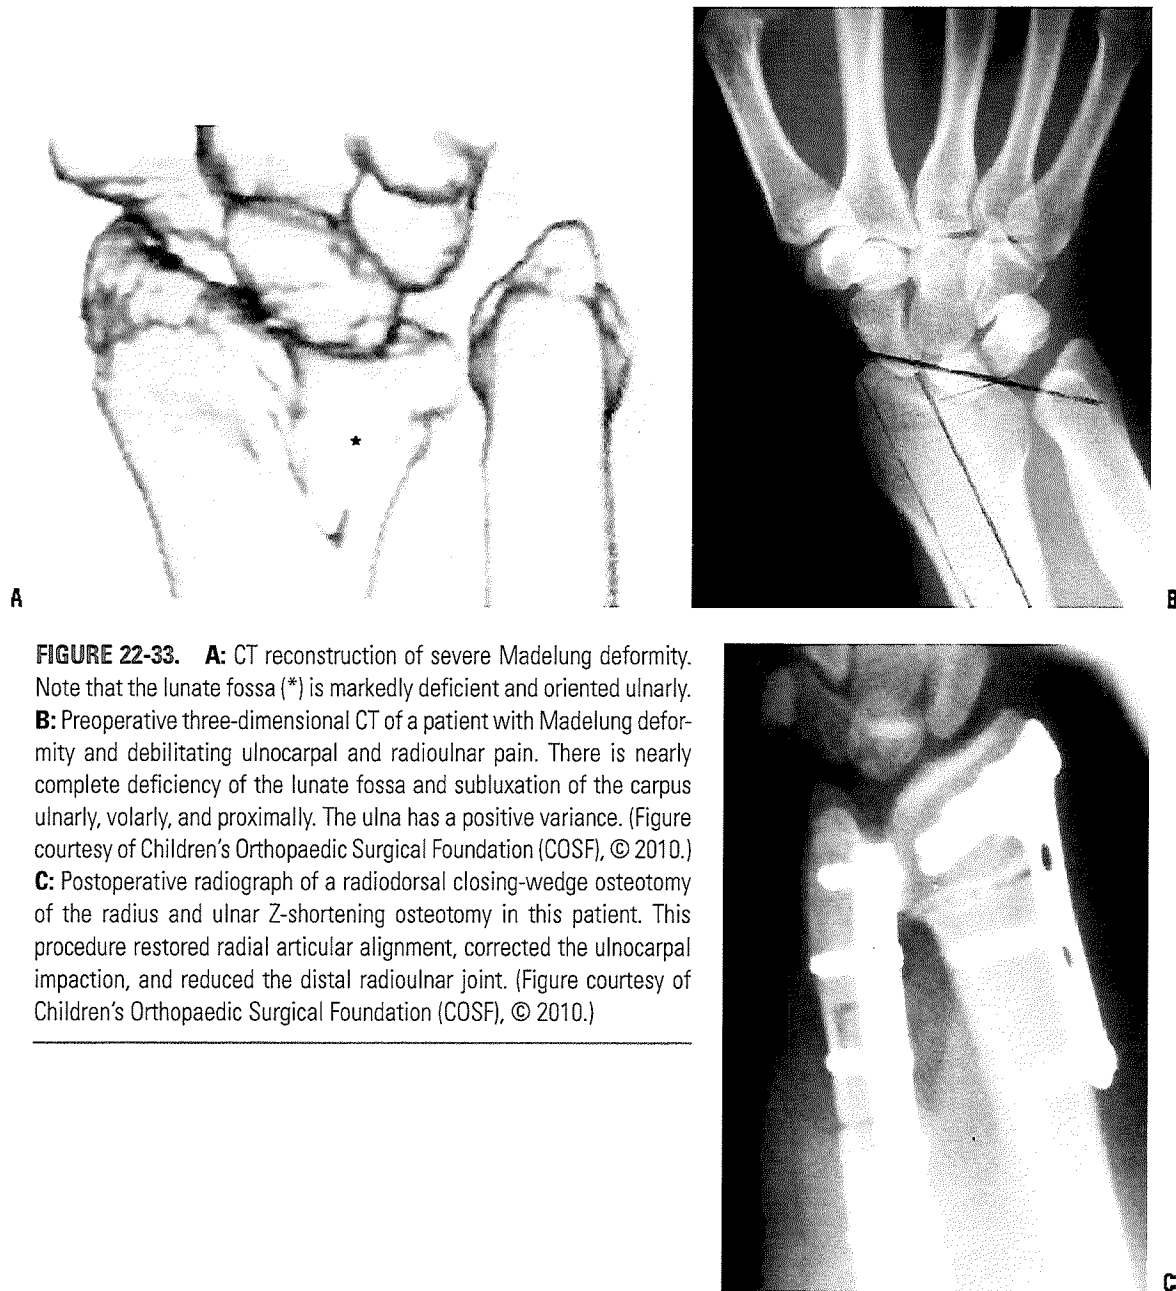 A
B
FIGURE 22-33. A: CT reconstruction of severe Madelung deformity.
Note that the lunate fossa (*) is markedly deficient and oriented ulnarly.
B: Preoperative three-dimensional CT of a patient with Madelung defor-
mity and debilitating ulnocarpal and radioulnar pain. There is nearly
complete deficiency of the lunate fossa and subluxation of the carpus
ulnarly, volarly, and proximally. The ulna has a positive variance. (Figure
courtesy of Children's Orthopaedic Surgical Foundation (COSF), © 2010.)
C: Postoperative radiograph of a radiodorsal closing-wedge osteotomy
of the radius and ulnar Z-shortening osteotomy in this patient. This
procedure restored radial articular alignment, corrected the ulnocarpal
impaction, and reduced the distal radioulnar joint. (Figure courtesy of
Children's Orthopaedic Surgical Foundation (COSF), © 2010.)
C